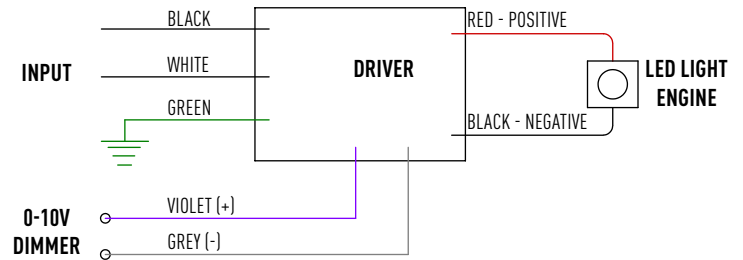 BLACK
RED - POSITIVE
INPUT
WHITE
DRIVER
LED LIGHT
ENGINE
GREEN
BLACK - NEGATIVE
0-10V
DIMMER
VIOLET (+)
GREY (-)